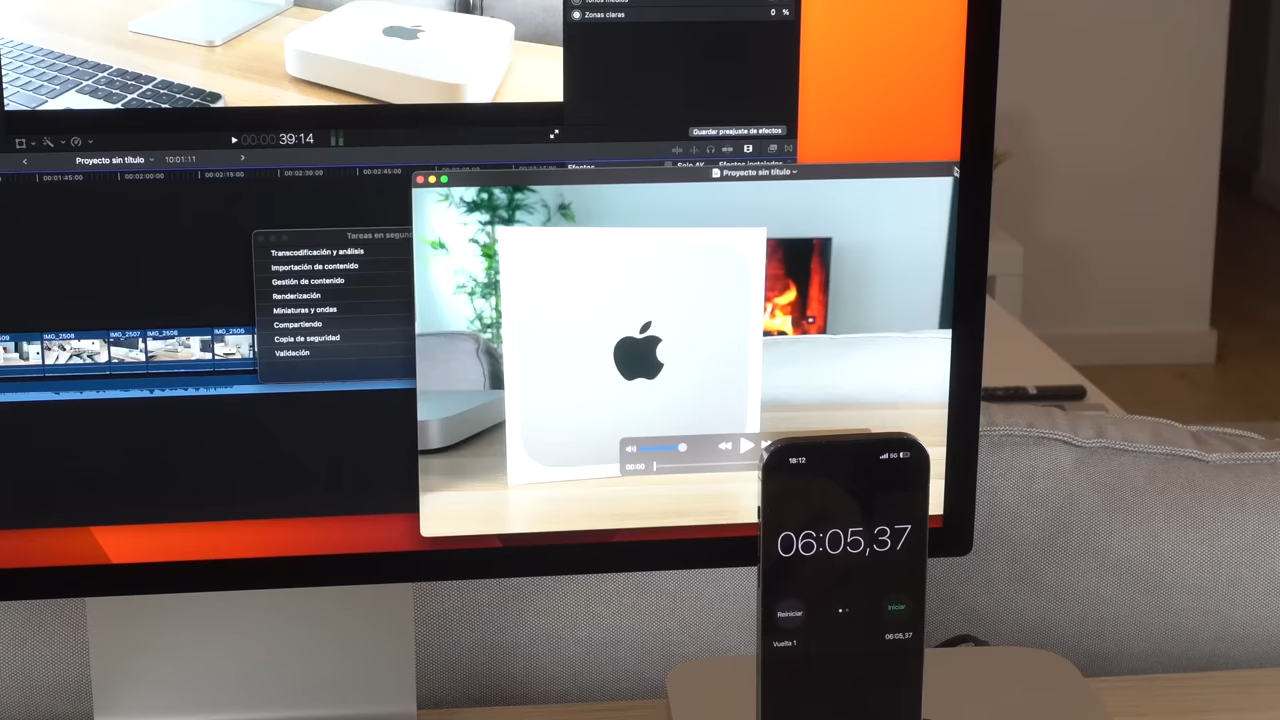 Zonas claras 0 %
Guardar preajuste de efectos
00:00:39:14
Proyecto sin título 10:01:11
00:01:45:00 00:02:00:00 00:02:15:00 00:02:30:00 00:02:45:00
Efectos Solo 4K Efectos instalados
Proyecto sin título
Tareas en segun
Transcodificación y análisis
Importación de contenido
Gestión de contenido
Renderización
Miniaturas y ondas
Compartiendo
Copia de seguridad
Validación
IMG_2508 IMG_2507 IMG_2506 IMG_2505
00:00
18:12 5G
06:05,37
Reiniciar Iniciar
Vuelta 1 06:05,37